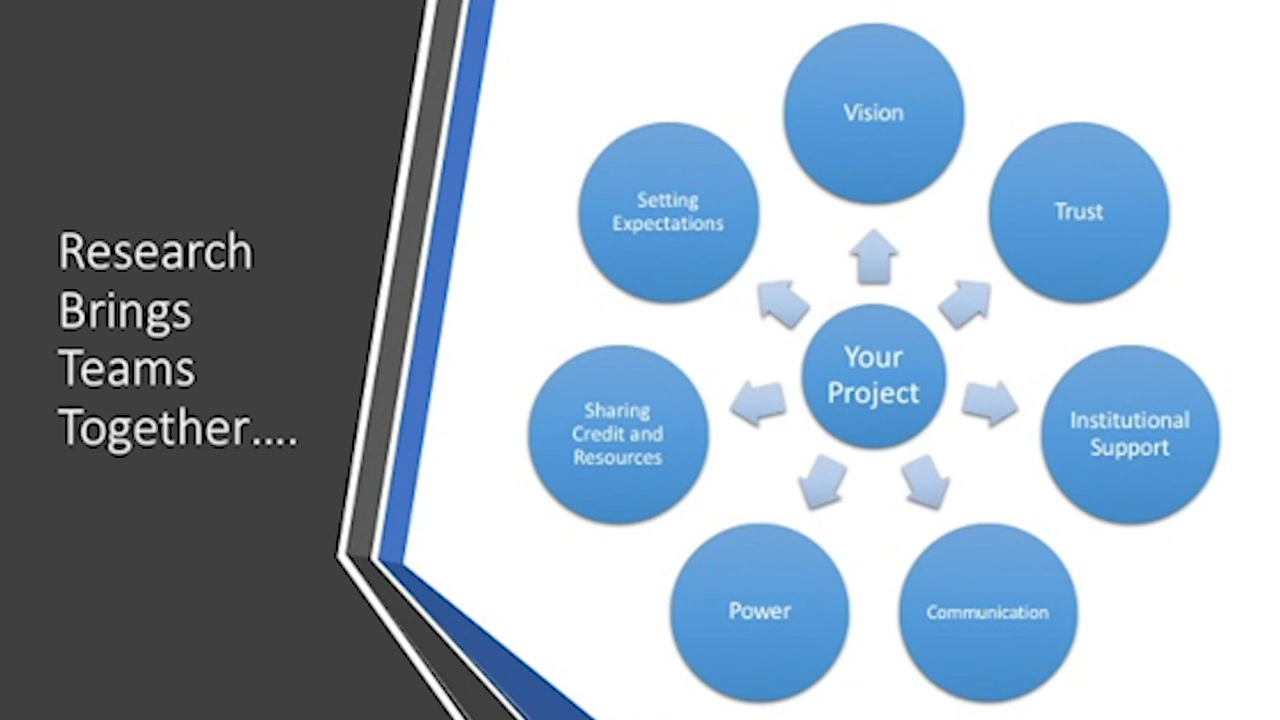 Research
Brings
Teams
Together....
Vision
Trust
Institutional
Support
Communication
Power
Sharing
Credit and
Resources
Setting
Expectations
Your
Project